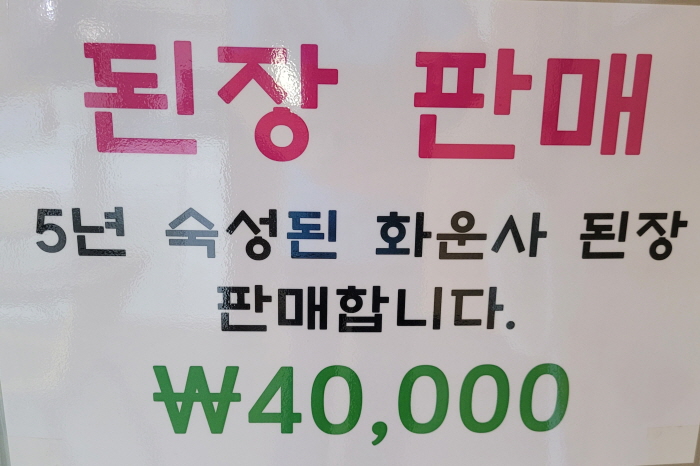 된장 판매
5년 숙성된 화운사 된장
판매합니다.
₩40,000